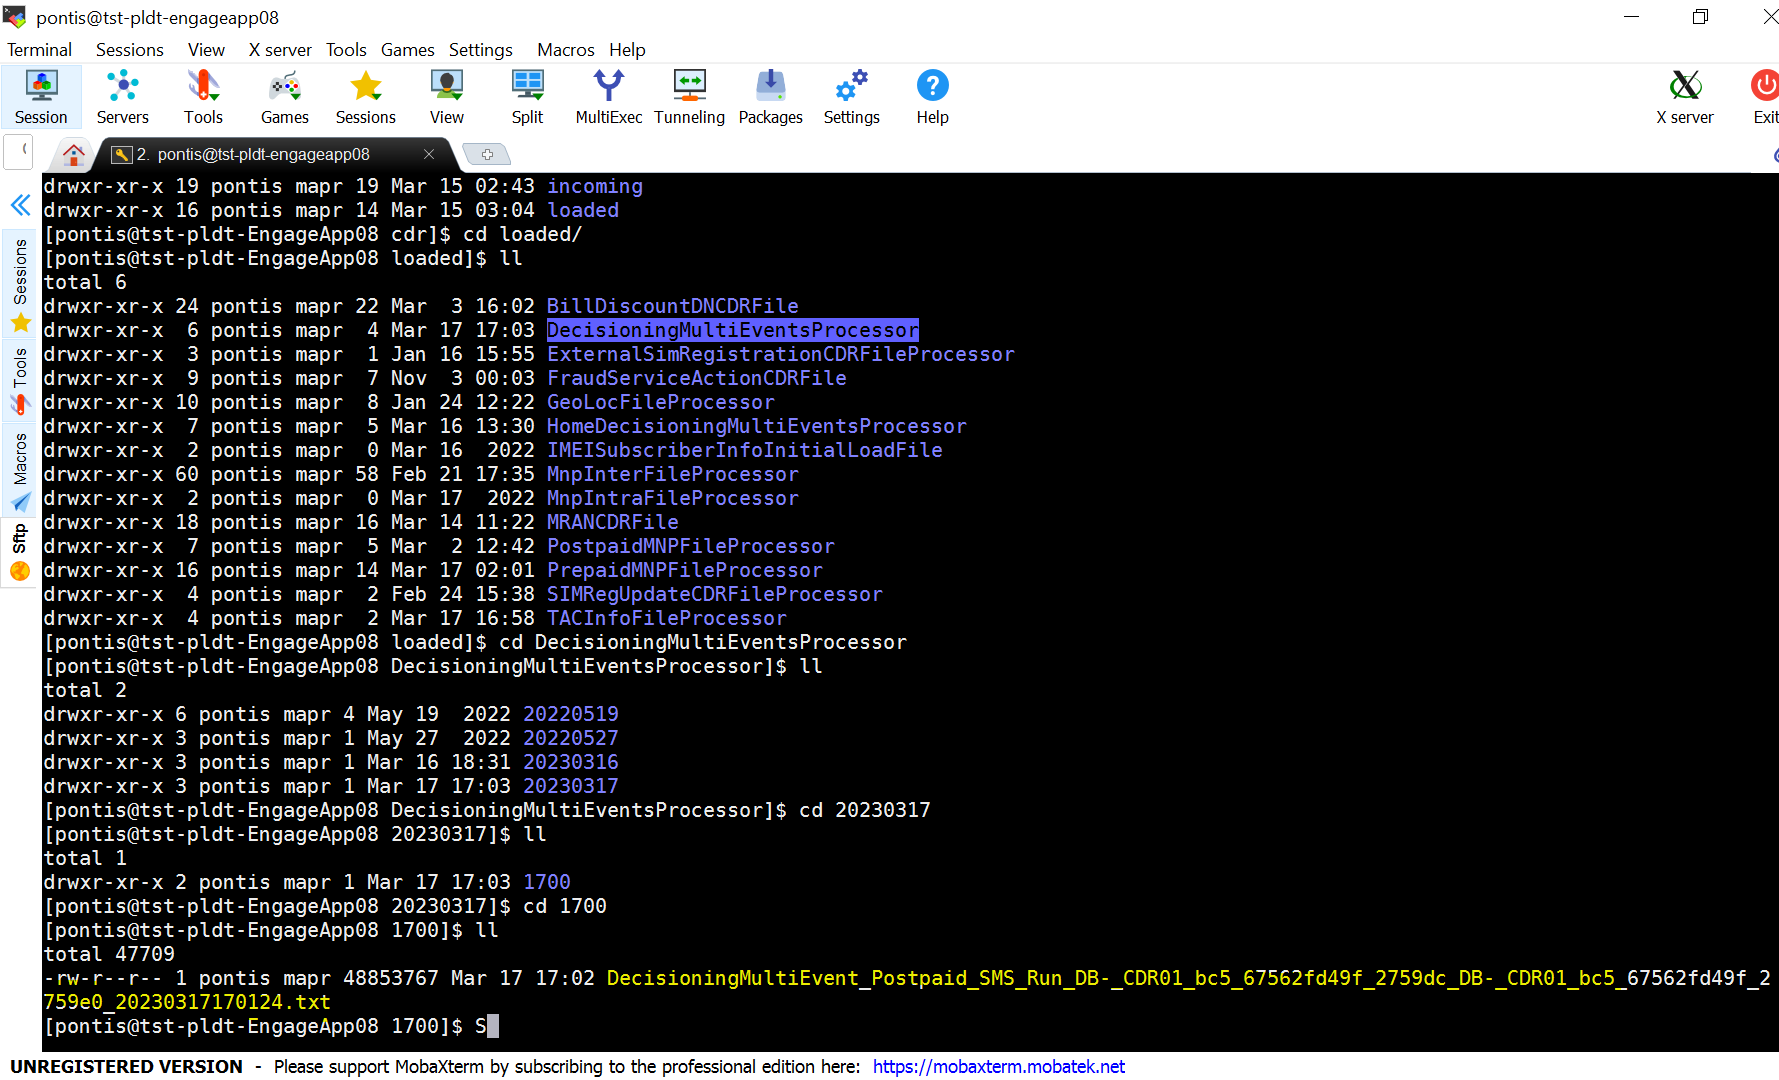 pontis@tst-pldt-engageapp08
Terminal Sessions View X server Tools Games Settings Macros Help
Session Servers Tools Games Sessions View Split MultiExec Tunneling Packages Settings Help X server Exit
2. pontis@tst-pldt-engageapp08
Sessions
Tools
Macros
Sftp
drwxr-xr-x 19 pontis mapr 19 Mar 15 02:43 incoming
drwxr-xr-x 16 pontis mapr 14 Mar 15 03:04 loaded
[pontis@tst-pldt-EngageApp08 cdr]$ cd loaded/
[pontis@tst-pldt-EngageApp08 loaded]$ ll
total 6
drwxr-xr-x 24 pontis mapr 22 Mar  3 16:02 BillDiscountDNCDRFile
drwxr-xr-x  6 pontis mapr  4 Mar 17 17:03 DecisioningMultiEventsProcessor
drwxr-xr-x  3 pontis mapr  1 Jan 16 15:55 ExternalSimRegistrationCDRFileProcessor
drwxr-xr-x  9 pontis mapr  7 Nov  3 00:03 FraudServiceActionCDRFile
drwxr-xr-x 10 pontis mapr  8 Jan 24 12:22 GeoLocFileProcessor
drwxr-xr-x  7 pontis mapr  5 Mar 16 13:30 HomeDecisioningMultiEventsProcessor
drwxr-xr-x  2 pontis mapr  0 Mar 16  2022 IMEISubscriberInfoInitialLoadFile
drwxr-xr-x 60 pontis mapr 58 Feb 21 17:35 MnpInterFileProcessor
drwxr-xr-x  2 pontis mapr  0 Mar 17  2022 MnpIntraFileProcessor
drwxr-xr-x 18 pontis mapr 16 Mar 14 11:22 MRANCDRFile
drwxr-xr-x  7 pontis mapr  5 Mar  2 12:42 PostpaidMNPFileProcessor
drwxr-xr-x 16 pontis mapr 14 Mar 17 02:01 PrepaidMNPFileProcessor
drwxr-xr-x  4 pontis mapr  2 Feb 24 15:38 SIMRegUpdateCDRFileProcessor
drwxr-xr-x  4 pontis mapr  2 Mar 17 16:58 TACInfoFileProcessor
[pontis@tst-pldt-EngageApp08 loaded]$ cd DecisioningMultiEventsProcessor
[pontis@tst-pldt-EngageApp08 DecisioningMultiEventsProcessor]$ ll
total 2
drwxr-xr-x 6 pontis mapr 4 May 19  2022 20220519
drwxr-xr-x 3 pontis mapr 1 May 27  2022 20220527
drwxr-xr-x 3 pontis mapr 1 Mar 16 18:31 20230316
drwxr-xr-x 3 pontis mapr 1 Mar 17 17:03 20230317
[pontis@tst-pldt-EngageApp08 DecisioningMultiEventsProcessor]$ cd 20230317
[pontis@tst-pldt-EngageApp08 20230317]$ ll
total 1
drwxr-xr-x 2 pontis mapr 1 Mar 17 17:03 1700
[pontis@tst-pldt-EngageApp08 20230317]$ cd 1700
[pontis@tst-pldt-EngageApp08 1700]$ ll
total 47709
-rw-r--r-- 1 pontis mapr 48853767 Mar 17 17:02 DecisioningMultiEvent_Postpaid_SMS_Run_DB-_CDR01_bc5_67562fd49f_2759dc_DB-_CDR01_bc5_67562fd49f_2
759e0_20230317170124.txt
[pontis@tst-pldt-EngageApp08 1700]$ S
UNREGISTERED VERSION - Please support MobaXterm by subscribing to the professional edition here: https://mobaxterm.mobatek.net